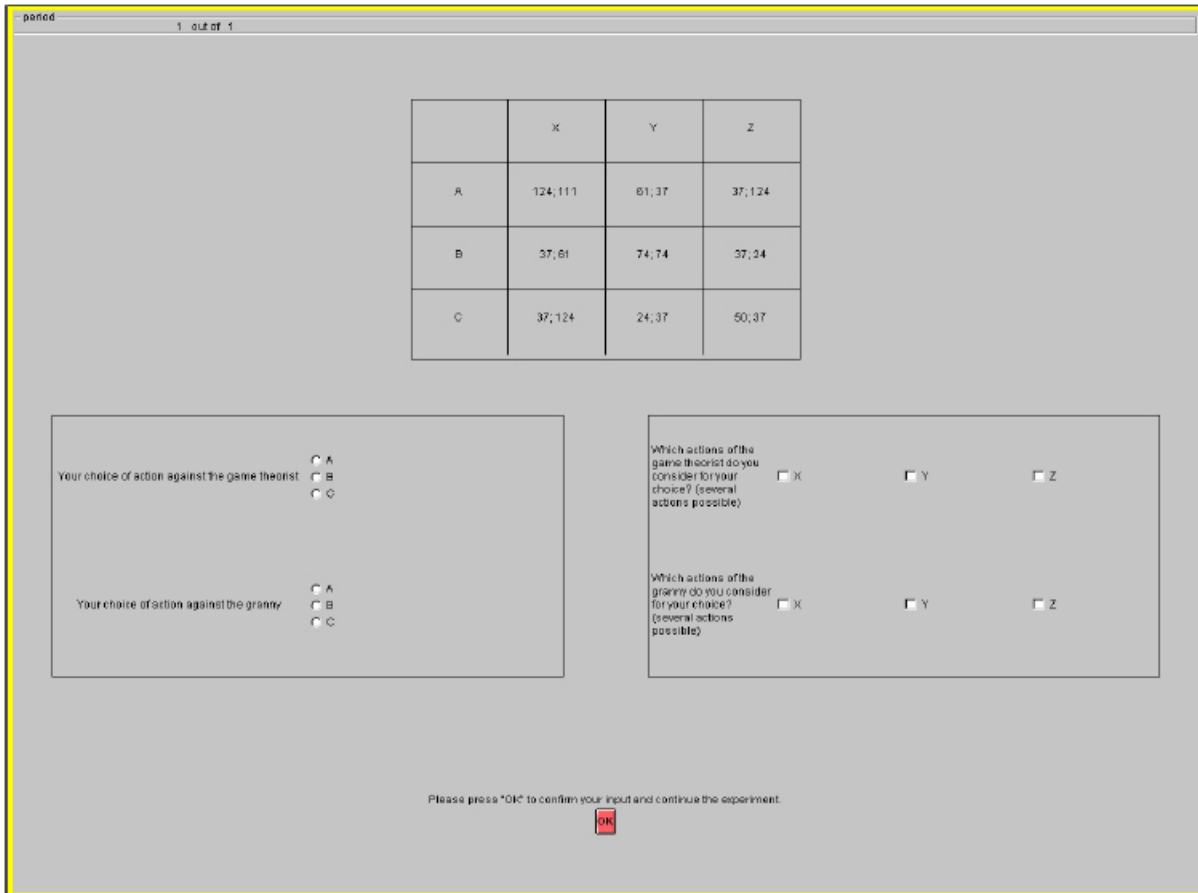 period
1 out of 1
X Y Z
A 124; 111 61; 37 37; 124
B 37; 61 74; 74 37; 24
C 37; 124 24; 37 50; 37
Your choice of action against the game theorist
A
B
C
Which actions of the
game theorist do you
consider for your
choice? (several
actions possible)
X Y Z
Your choice of action against the granny
A
B
C
Which actions of the
granny do you consider
for your choice?
(several actions
possible)
X Y Z
Please press "OK" to confirm your input and continue the experiment.
OK